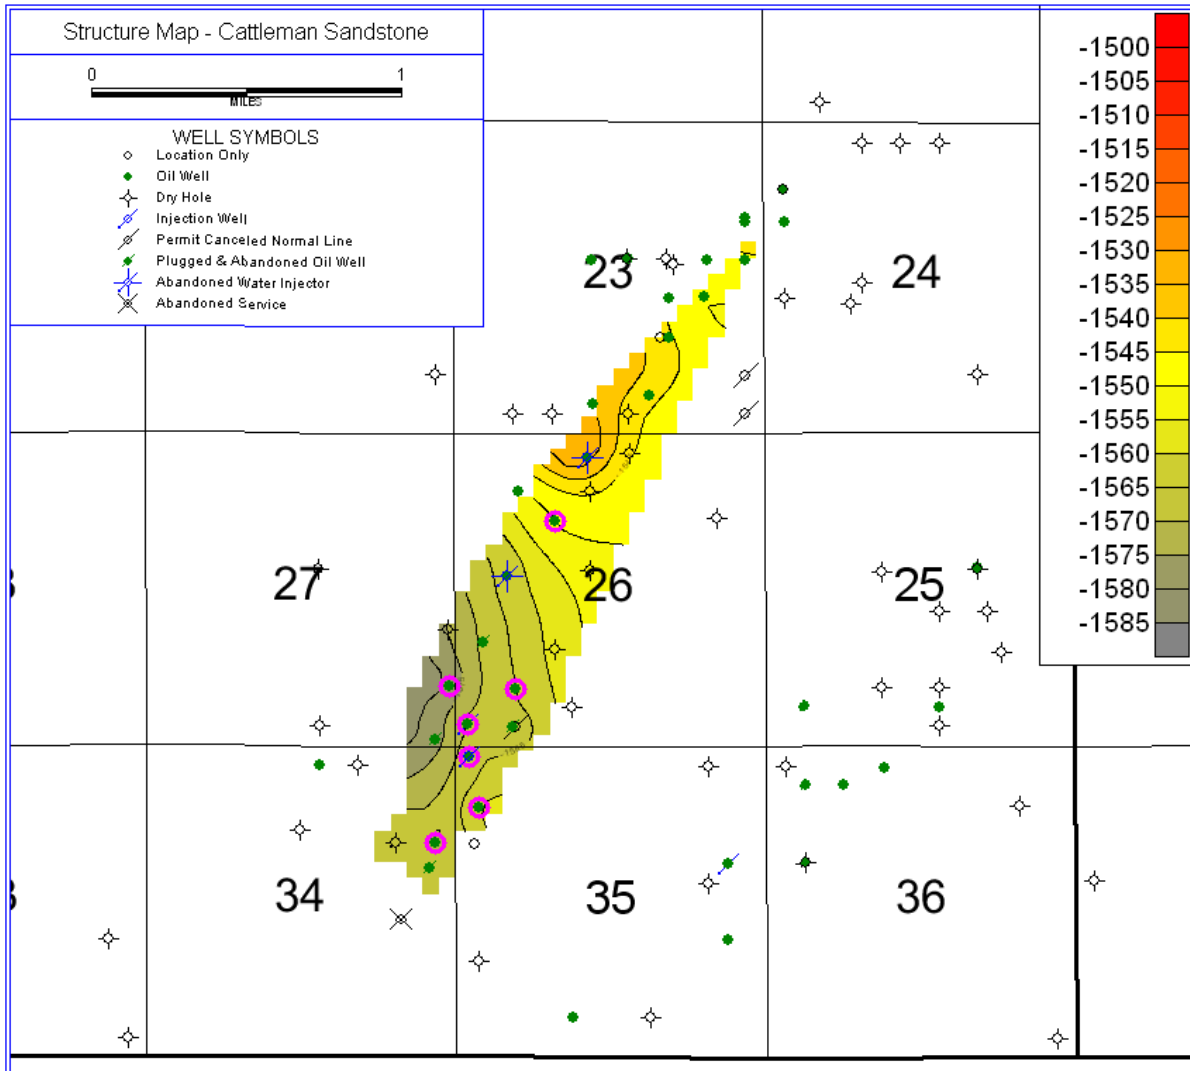 Structure Map - Cattleman Sandstone
0 1
MILES
WELL SYMBOLS
Location Only
Oil Well
Dry Hole
Injection Well
Permit Canceled Normal Line
Plugged & Abandoned Oil Well
Abandoned Water Injector
Abandoned Service
-1500
-1505
-1510
-1515
-1520
-1525
-1530
-1535
-1540
-1545
-1550
-1555
-1560
-1565
-1570
-1575
-1580
-1585
23
24
27
26
25
34
35
36